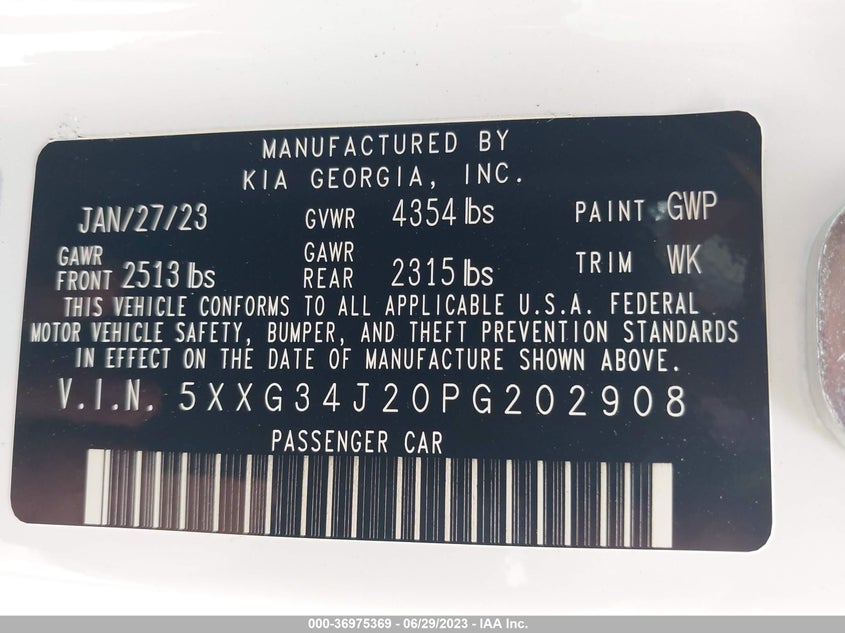 MANUFACTURED BY
KIA GEORGIA, INC.
JAN/27/23 GVWR 4354 lbs PAINT GWP
GAWR FRONT 2513 lbs GAWR REAR 2315 lbs TRIM WK
THIS VEHICLE CONFORMS TO ALL APPLICABLE U.S.A. FEDERAL
MOTOR VEHICLE SAFETY, BUMPER, AND THEFT PREVENTION STANDARDS
IN EFFECT ON THE DATE OF MANUFACTURE SHOWN ABOVE.
V.I.N. 5XXG34J20PG202908
PASSENGER CAR
000-36975369 - 06/29/2023 - IAA Inc.